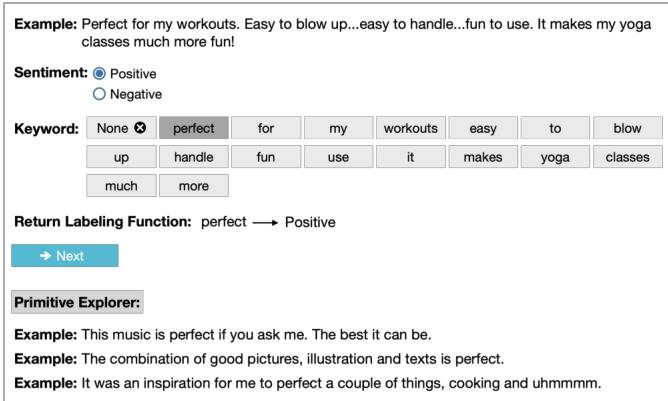 Example: Perfect for my workouts. Easy to blow up...easy to handle...fun to use. It makes my yoga
classes much more fun!
Sentiment: Positive
Negative
Keyword: None perfect for my workouts easy to blow
up handle fun use it makes yoga classes
much more
Return Labeling Function: perfect ⟶ Positive
➔ Next
Primitive Explorer:
Example: This music is perfect if you ask me. The best it can be.
Example: The combination of good pictures, illustration and texts is perfect.
Example: It was an inspiration for me to perfect a couple of things, cooking and uhmmmm.